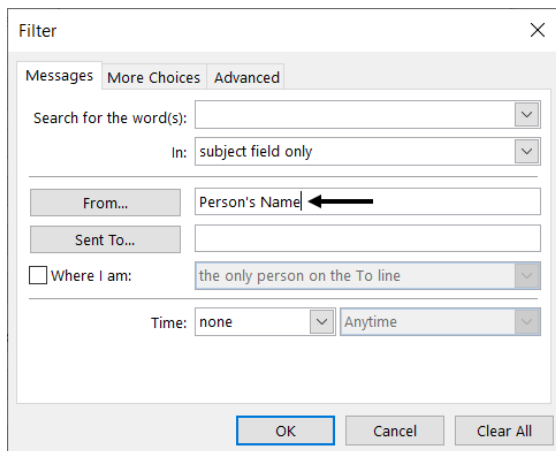 Filter
Messages More Choices Advanced
Search for the word(s):
In: subject field only
From... Person's Name
Sent To...
Where I am: the only person on the To line
Time: none Anytime
OK Cancel Clear All